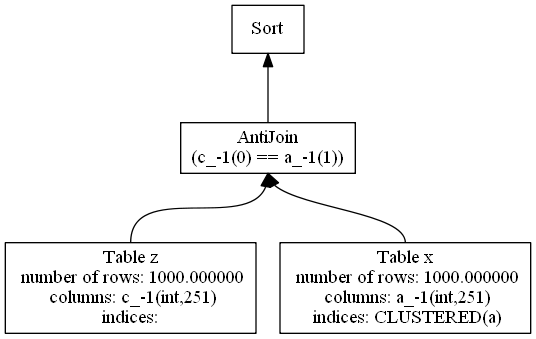 Sort
AntiJoin
(c_-1(0) == a_-1(1))
Table z
number of rows: 1000.000000
columns: c_-1(int,251)
indices:
Table x
number of rows: 1000.000000
columns: a_-1(int,251)
indices: CLUSTERED(a)